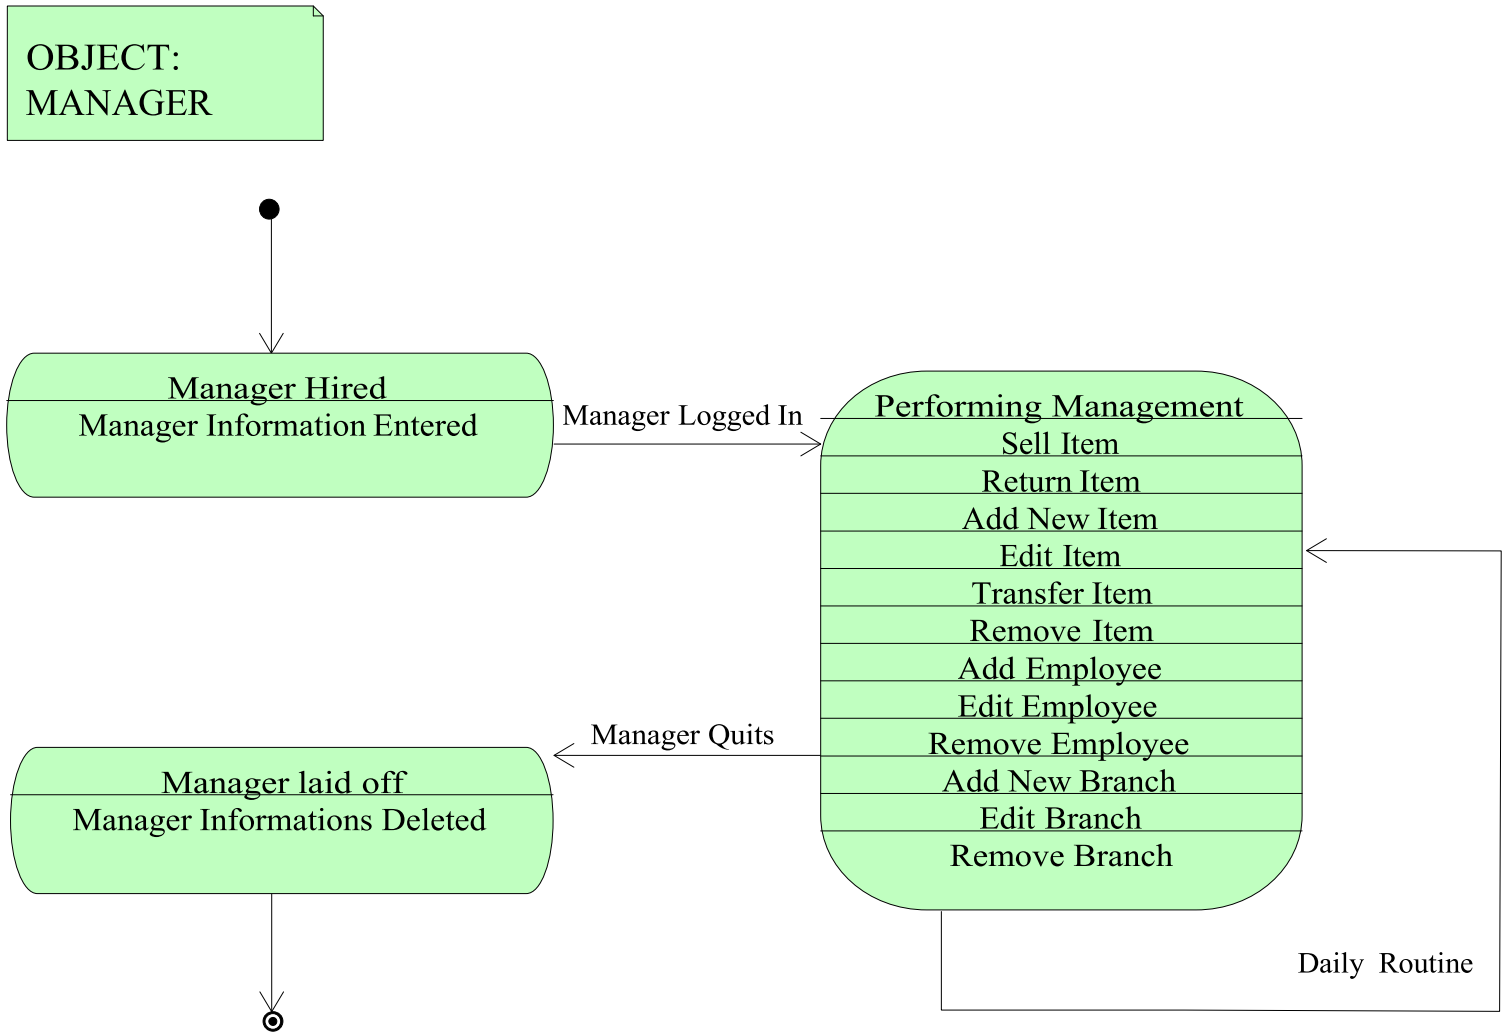 OBJECT:
MANAGER
Manager Hired
Manager Information Entered
Manager Logged In
Performing Management
Sell Item
Return Item
Add New Item
Edit Item
Transfer Item
Remove Item
Add Employee
Edit Employee
Remove Employee
Add New Branch
Edit Branch
Remove Branch
Manager Quits
Manager laid off
Manager Informations Deleted
Daily Routine